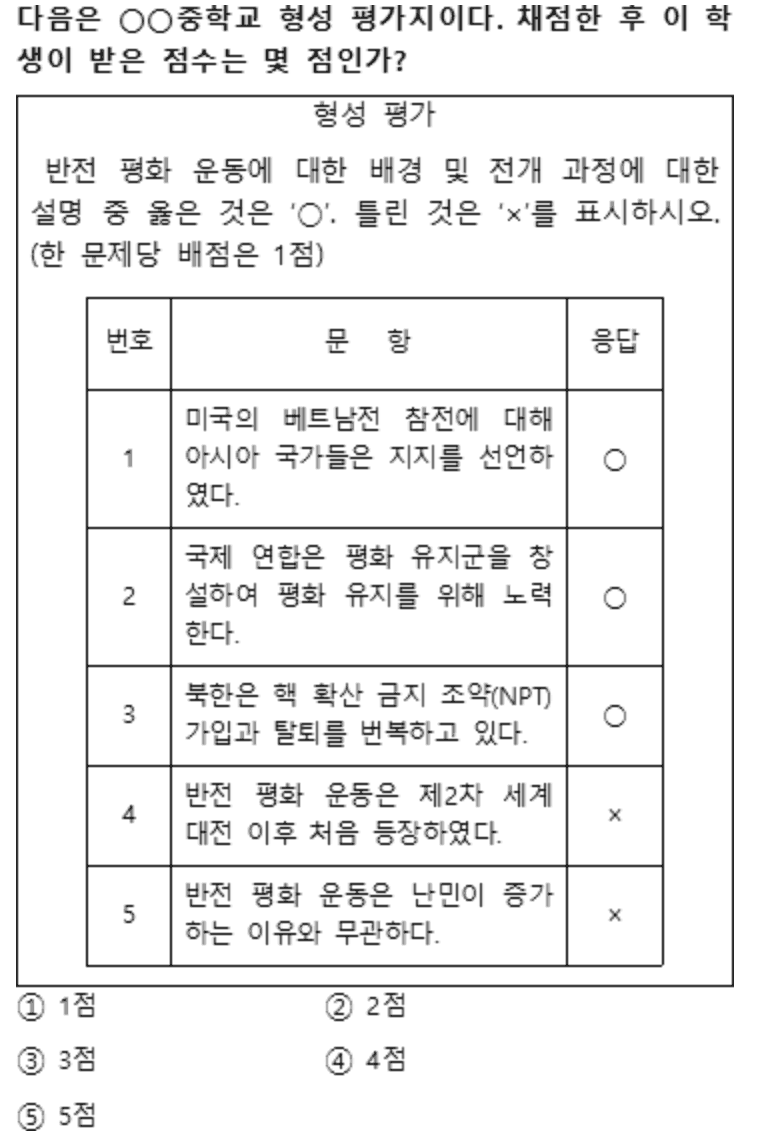 다음은 ○○중학교 형성 평가지이다. 채점한 후 이 학
생이 받은 점수는 몇 점인가?
형성 평가
반전 평화 운동에 대한 배경 및 전개 과정에 대한
설명 중 옳은 것은 ‘○’. 틀린 것은 ‘×’를 표시하시오.
(한 문제당 배점은 1점)
번호 문 항 응답
미국의 베트남전 참전에 대해
1 아시아 국가들은 지지를 선언하 ○
였다.
국제 연합은 평화 유지군을 창
2 설하여 평화 유지를 위해 노력 ○
한다.
3 북한은 핵 확산 금지 조약(NPT) ○
가입과 탈퇴를 번복하고 있다.
4 반전 평화 운동은 제2차 세계 ×
대전 이후 처음 등장하였다.
5 반전 평화 운동은 난민이 증가 ×
하는 이유와 무관하다.
① 1점 ② 2점
③ 3점 ④ 4점
⑤ 5점